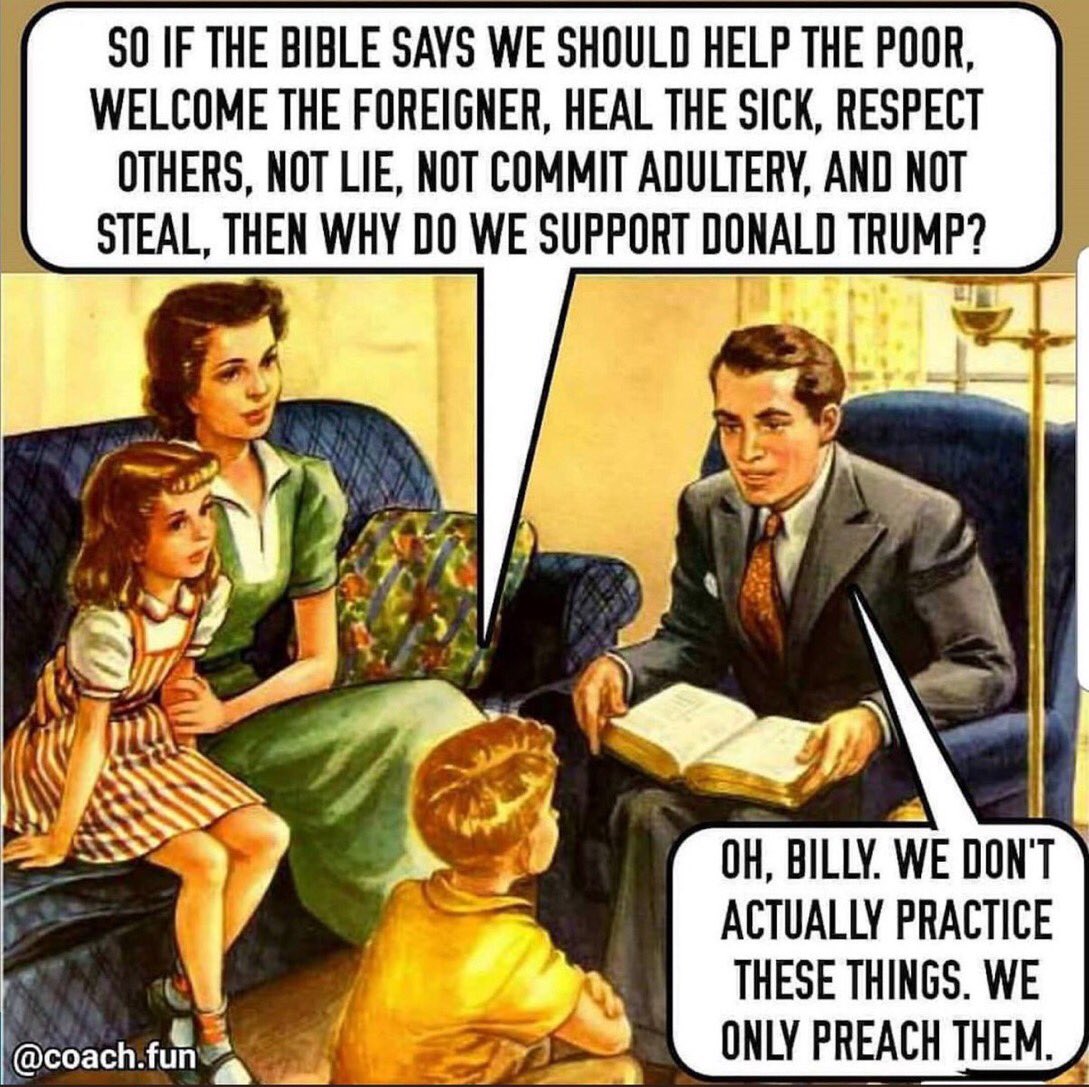 SO IF THE BIBLE SAYS WE SHOULD HELP THE POOR,
WELCOME THE FOREIGNER, HEAL THE SICK, RESPECT
OTHERS, NOT LIE, NOT COMMIT ADULTERY, AND NOT
STEAL, THEN WHY DO WE SUPPORT DONALD TRUMP?
OH, BILLY. WE DON'T
ACTUALLY PRACTICE
THESE THINGS. WE
ONLY PREACH THEM.
@coach.fun